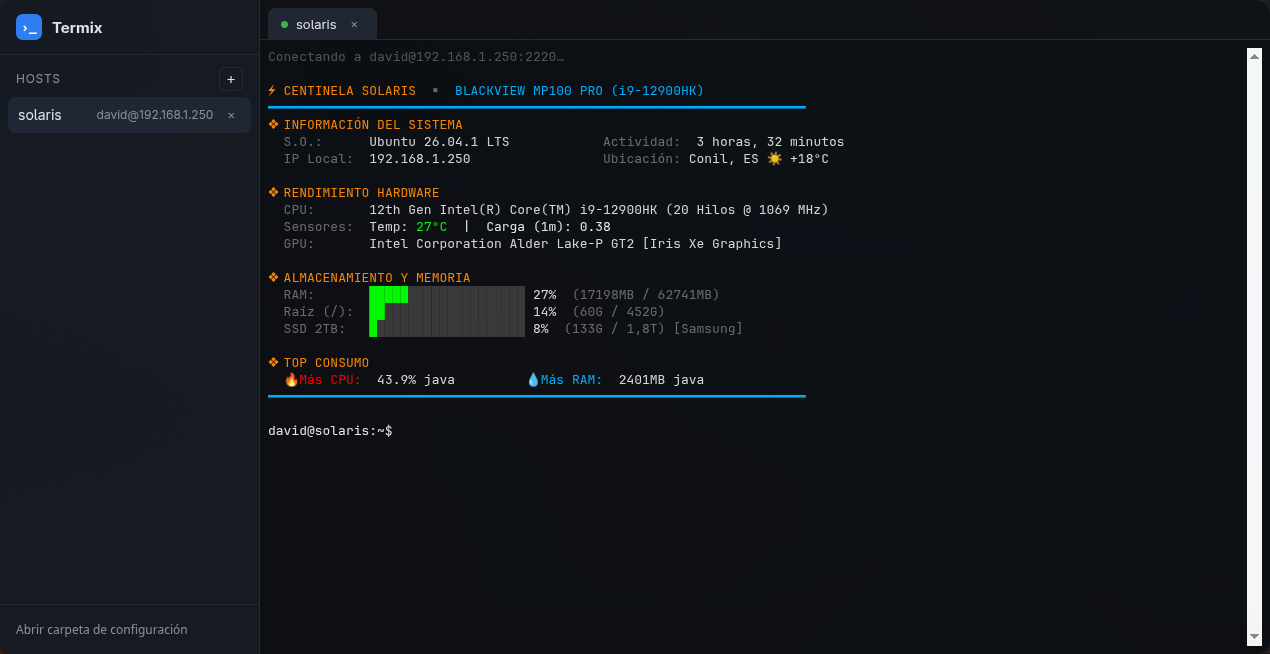 Termix
HOSTS +
solaris david@192.168.1.250 ×
Abrir carpeta de configuración
solaris ×
Conectando a david@192.168.1.250:2220…
⚡ CENTINELA SOLARIS ▪ BLACKVIEW MP100 PRO (i9-12900HK)
❖ INFORMACIÓN DEL SISTEMA
S.O.: Ubuntu 26.04.1 LTS Actividad: 3 horas, 32 minutos
IP Local: 192.168.1.250 Ubicación: Conil, ES ☀️ +18°C
❖ RENDIMIENTO HARDWARE
CPU: 12th Gen Intel(R) Core(TM) i9-12900HK (20 Hilos @ 1069 MHz)
Sensores: Temp: 27°C | Carga (1m): 0.38
GPU: Intel Corporation Alder Lake-P GT2 [Iris Xe Graphics]
❖ ALMACENAMIENTO Y MEMORIA
RAM: 27% (17198MB / 62741MB)
Raíz (/): 14% (60G / 452G)
SSD 2TB: 8% (133G / 1,8T) [Samsung]
❖ TOP CONSUMO
🔥Más CPU: 43.9% java 💧Más RAM: 2401MB java
david@solaris:~$